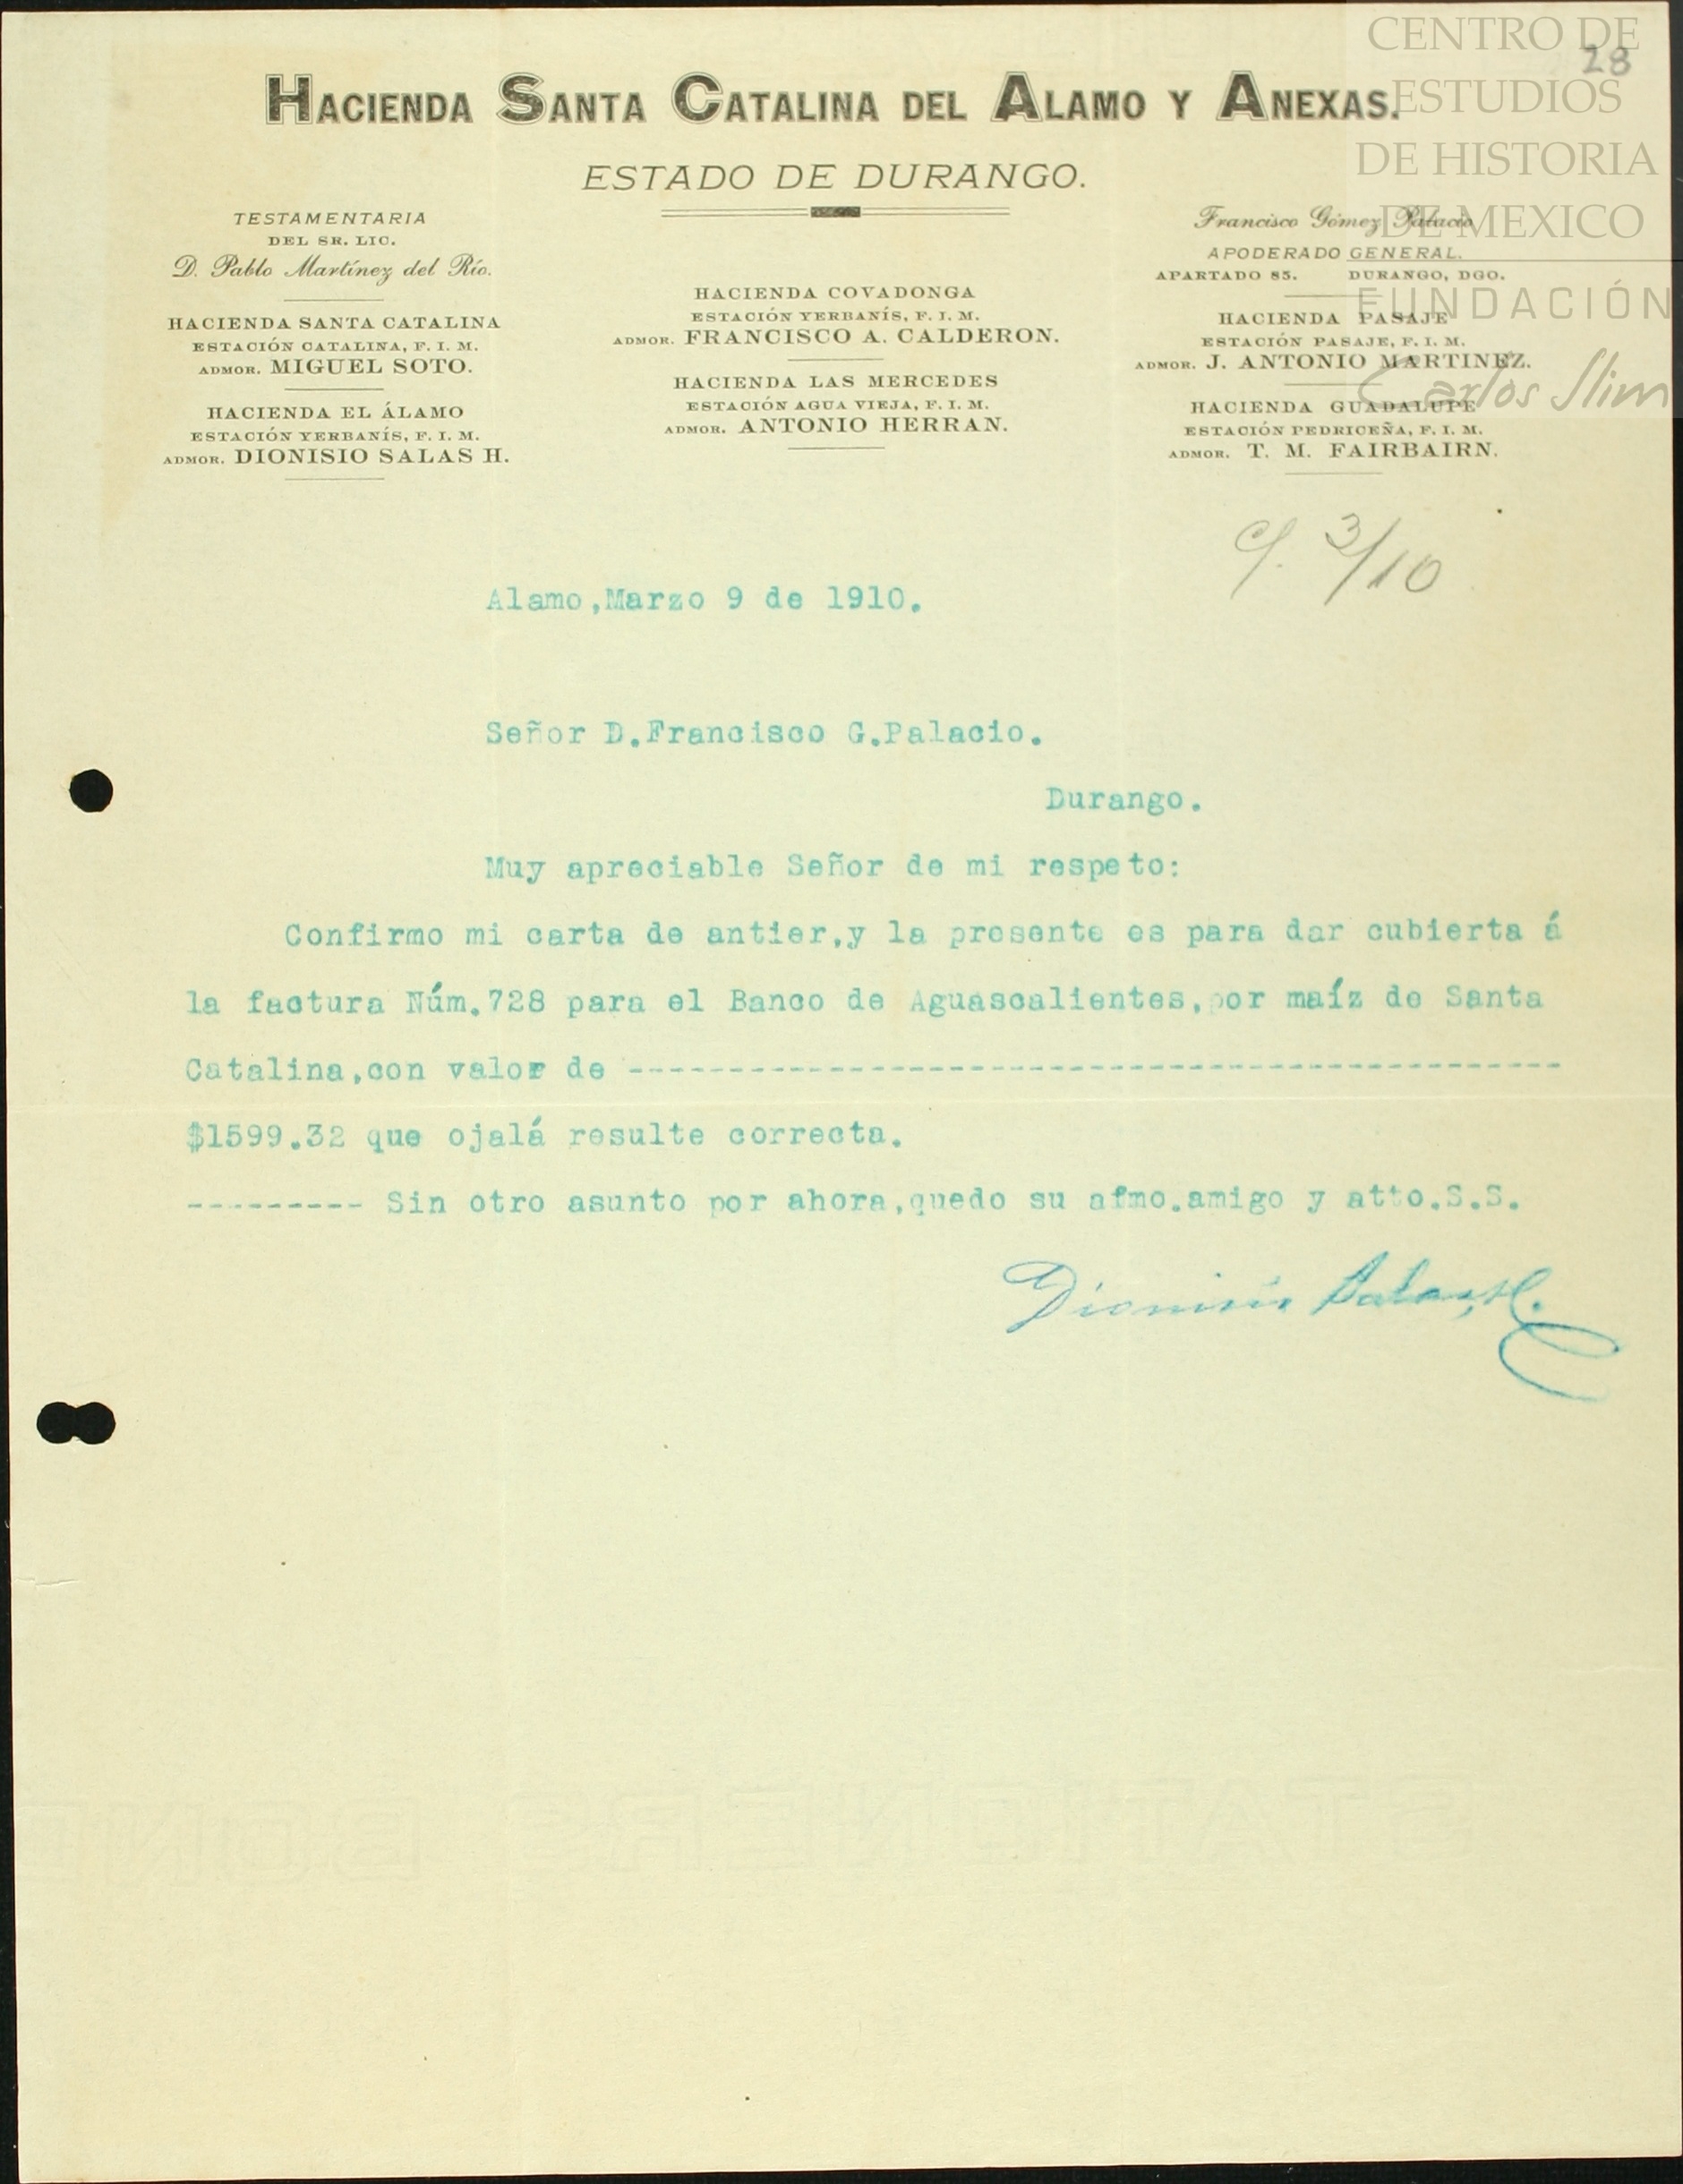 CENTRO DE
ESTUDIOS
DE HISTORIA
DE MEXICO
FUNDACIÓN
Carlos Slim
28
HACIENDA SANTA CATALINA DEL ALAMO Y ANEXAS.
ESTADO DE DURANGO.
TESTAMENTARIA
DEL SR. LIC.
D. Pablo Martínez del Río.
HACIENDA SANTA CATALINA
ESTACIÓN CATALINA, F. I. M.
ADMOR. MIGUEL SOTO.
HACIENDA EL ÁLAMO
ESTACIÓN YERBANÍS, F. I. M.
ADMOR. DIONISIO SALAS H.
HACIENDA COVADONGA
ESTACIÓN YERBANÍS, F. I. M.
ADMOR. FRANCISCO A. CALDERON.
HACIENDA LAS MERCEDES
ESTACIÓN AGUA VIEJA, F. I. M.
ADMOR. ANTONIO HERRAN.
Francisco Gómez Palacio
APODERADO GENERAL.
APARTADO 85. DURANGO, DGO.
HACIENDA PASAJE
ESTACIÓN PASAJE, F. I. M.
ADMOR. J. ANTONIO MARTINEZ.
HACIENDA GUADALUPE
ESTACIÓN PEDRICEÑA, F. I. M.
ADMOR. T. M. FAIRBAIRN.
3/10
Alamo,Marzo 9 de 1910.
Señor D.Francisco G.Palacio.
Durango.
Muy apreciable Señor de mi respeto:
Confirmo mi carta de antier,y la presente es para dar cubierta á
la factura Núm.728 para el Banco de Aguascalientes,por maíz de Santa
Catalina,con valor de -----------------------------------------------
$1599.32 que ojalá resulte correcta.
--------- Sin otro asunto por ahora,quedo su afmo.amigo y atto.S.S.
Dionisio Salas H.